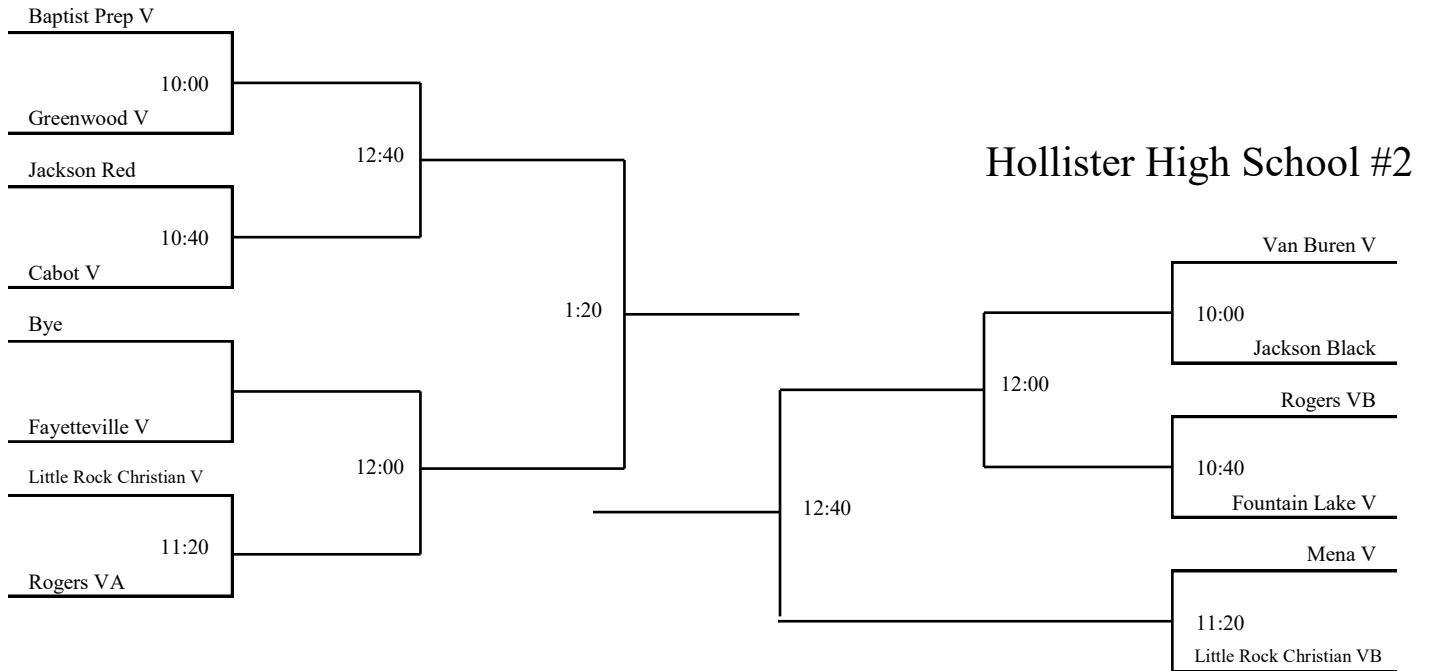 Baptist Prep V
10:00
Greenwood V
12:40
Jackson Red
10:40
Cabot V
1:20
Bye
Fayetteville V
12:00
Little Rock Christian V
11:20
Rogers VA
Hollister High School #2
Van Buren V
10:00
Jackson Black
12:00
Rogers VB
10:40
Fountain Lake V
12:40
Mena V
11:20
Little Rock Christian VB